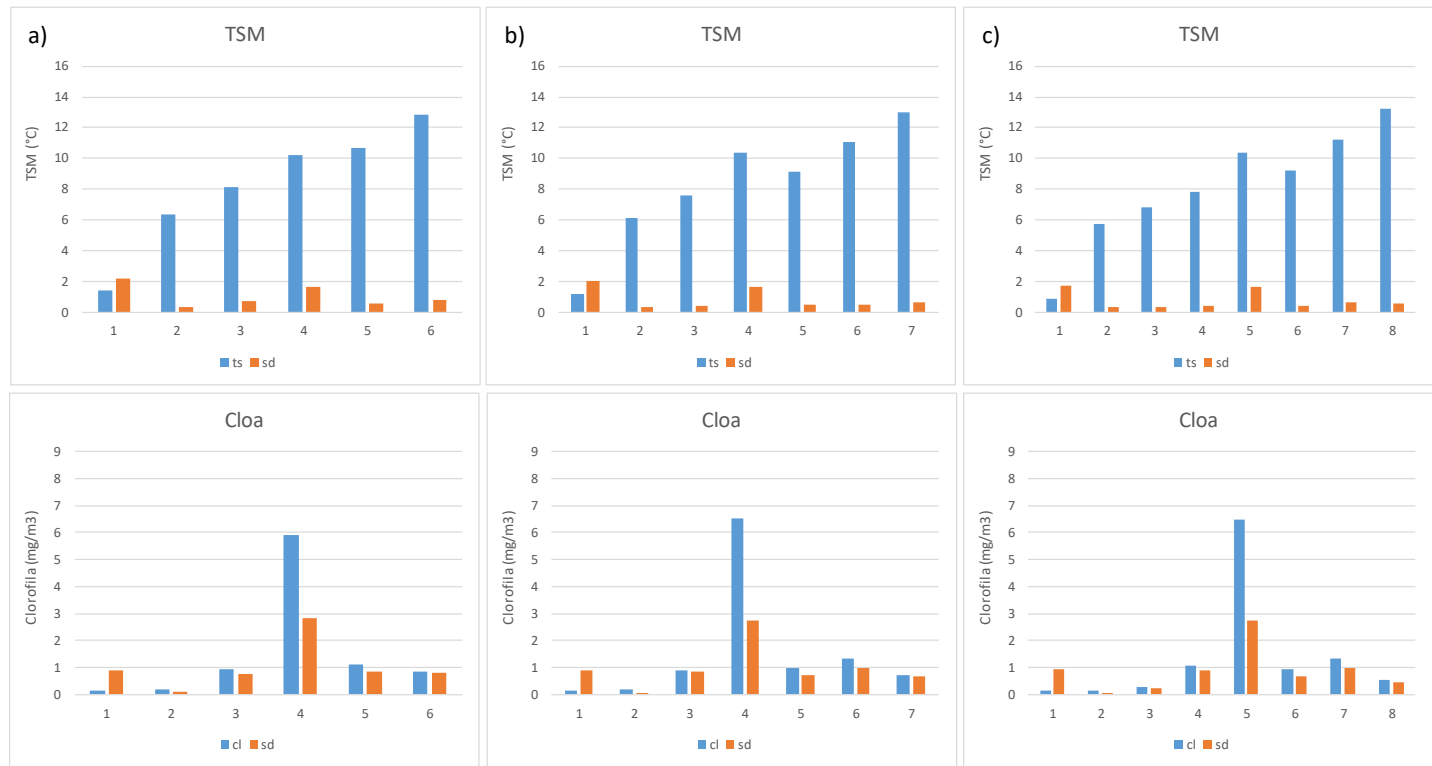 a)
TSM
16
14
12
10
8
6
4
2
0
TSM (°C)
1 2 3 4 5 6
ts sd
b)
TSM
16
14
12
10
8
6
4
2
0
TSM (°C)
1 2 3 4 5 6 7
ts sd
c)
TSM
16
14
12
10
8
6
4
2
0
TSM (°C)
1 2 3 4 5 6 7 8
ts sd
Cloa
9
8
7
6
5
4
3
2
1
0
Clorofila (mg/m3)
1 2 3 4 5 6
cl sd
Cloa
9
8
7
6
5
4
3
2
1
0
Clorofila (mg/m3)
1 2 3 4 5 6 7
cl sd
Cloa
9
8
7
6
5
4
3
2
1
0
Clorofila (mg/m3)
1 2 3 4 5 6 7 8
cl sd